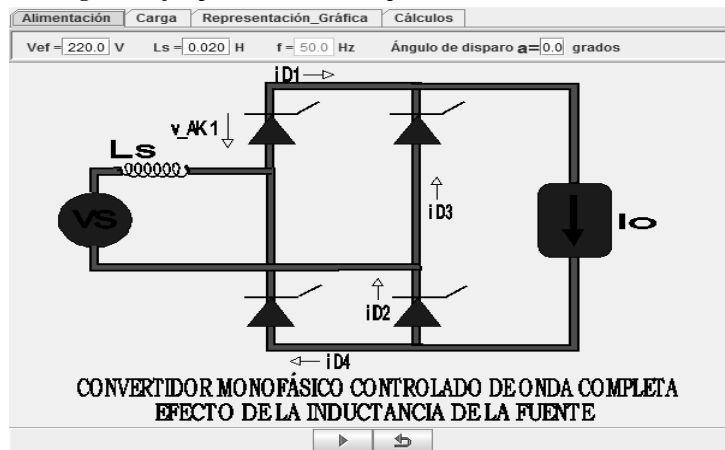 Alimentación Carga Representación_Gráfica Cálculos
Vef = 220.0 V Ls = 0.020 H f = 50.0 Hz Ángulo de disparo a= 0.0 grados
iD1
v_AK1
Ls
VS
iD3
Io
iD2
iD4
CONVERTIDOR MONOFÁSICO CONTROLADO DE ONDA COMPLETA
EFECTO DE LA INDUCTANCIA DE LA FUENTE